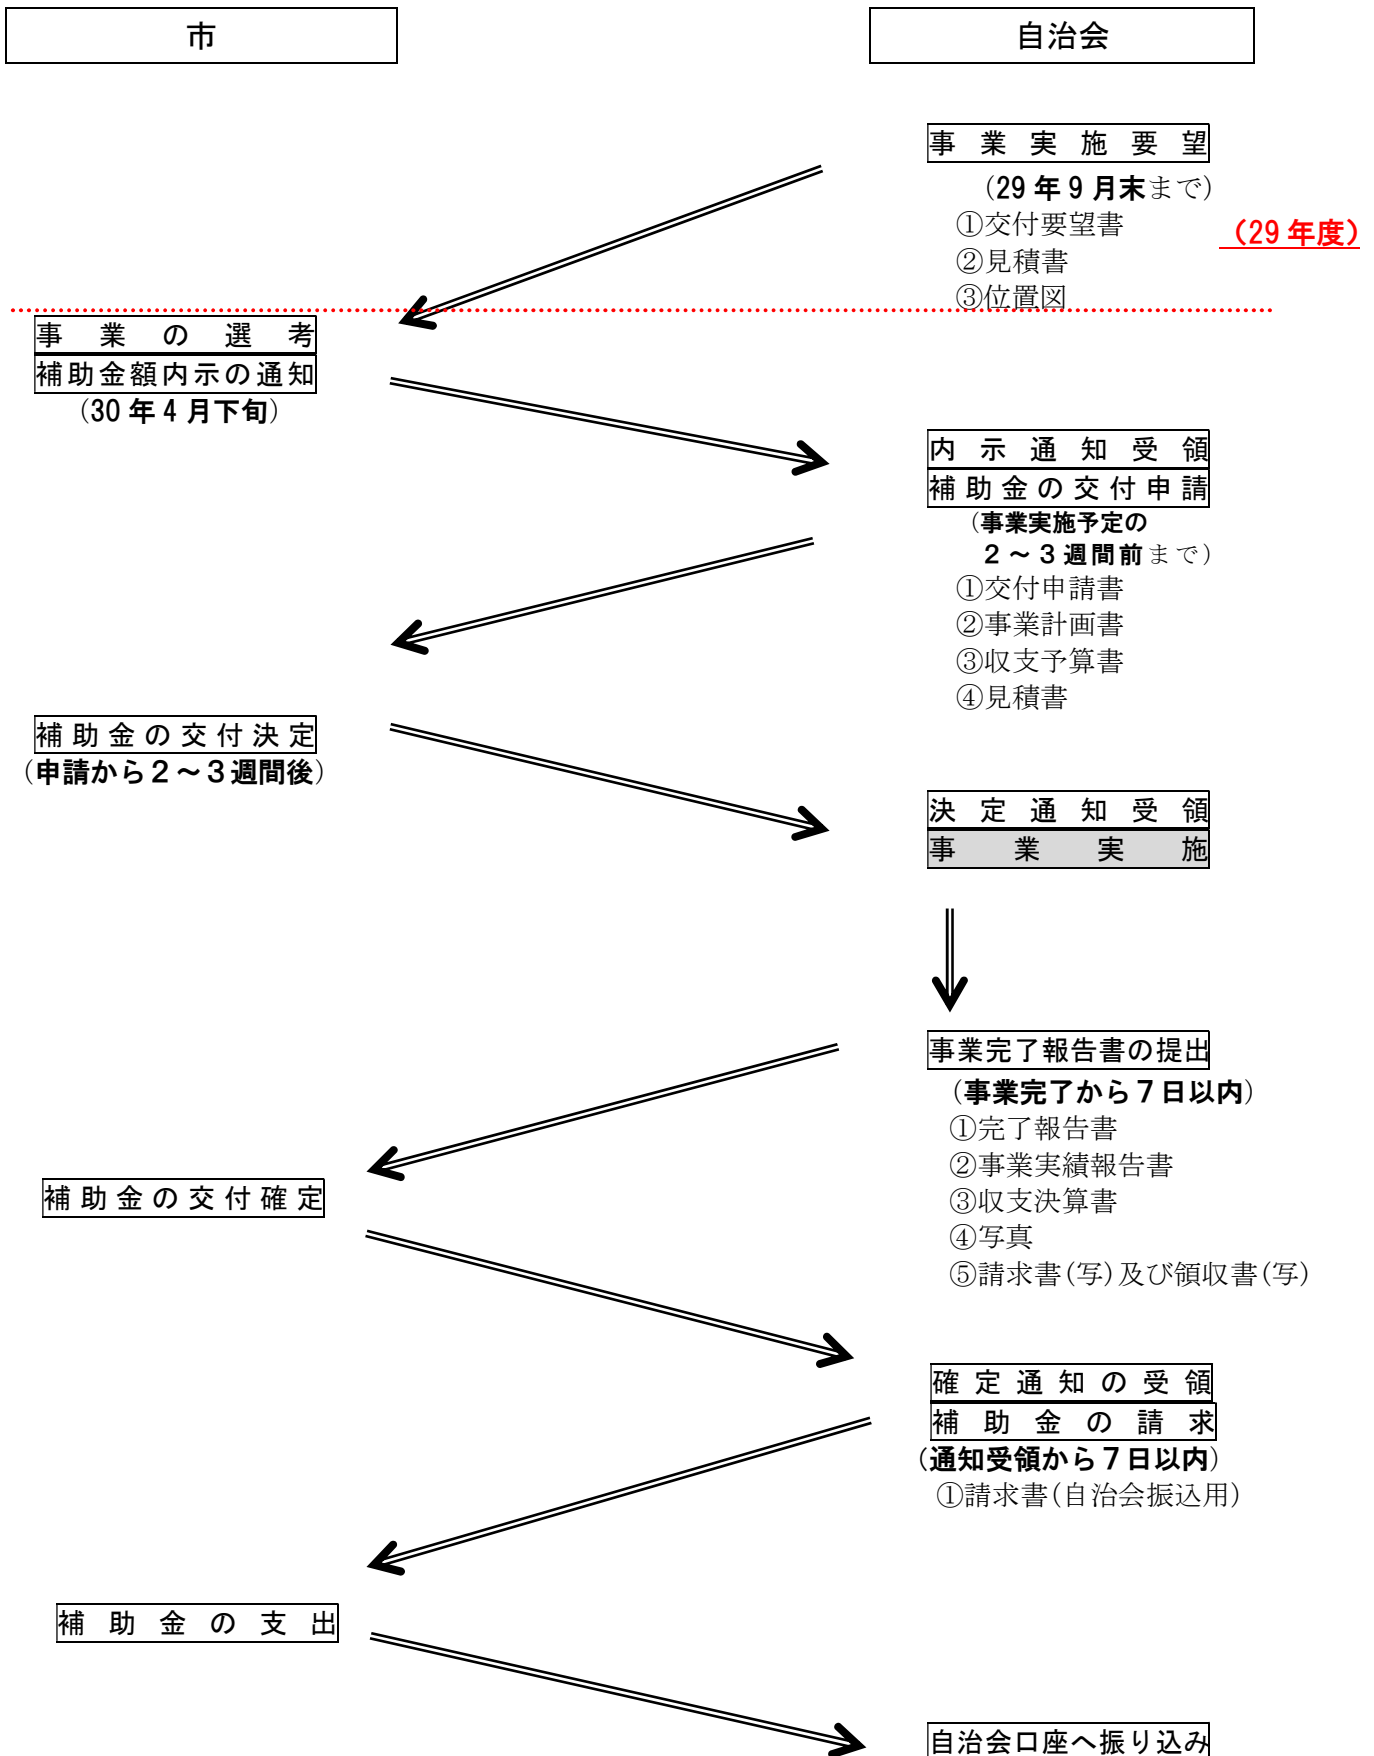 市
自治会
事業実施要望
(29年9月末まで)
①交付要望書
(29年度)
②見積書
③位置図
事業の選考
補助金額内示の通知
(30年4月下旬)
内示通知受領
補助金の交付申請
(事業実施予定の
2～3週間前まで)
①交付申請書
②事業計画書
③収支予算書
④見積書
補助金の交付決定
(申請から2～3週間後)
決定通知受領
事業実施
事業完了報告書の提出
(事業完了から7日以内)
①完了報告書
②事業実績報告書
③収支決算書
④写真
⑤請求書(写)及び領収書(写)
補助金の交付確定
確定通知の受領
補助金の請求
(通知受領から7日以内)
①請求書(自治会振込用)
補助金の支出
自治会口座へ振り込み